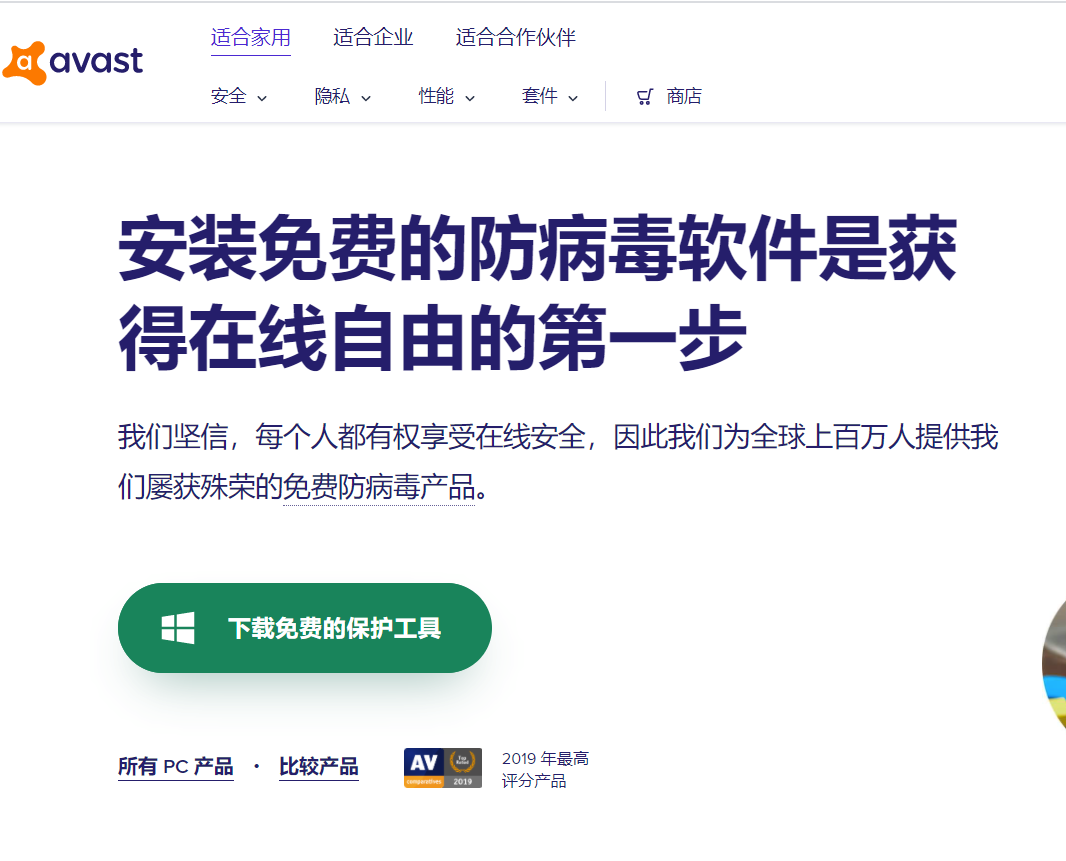 适合家用 适合企业 适合合作伙伴
a avast
安全 隐私 性能 套件 商店
安装免费的防病毒软件是获
得在线自由的第一步
我们坚信，每个人都有权享受在线安全，因此我们为全球上百万人提供我
们屡获殊荣的免费防病毒产品。
下载免费的保护工具
所有 PC 产品 · 比较产品
AV
comparatives
Top
Rated
2019
2019 年最高
评分产品